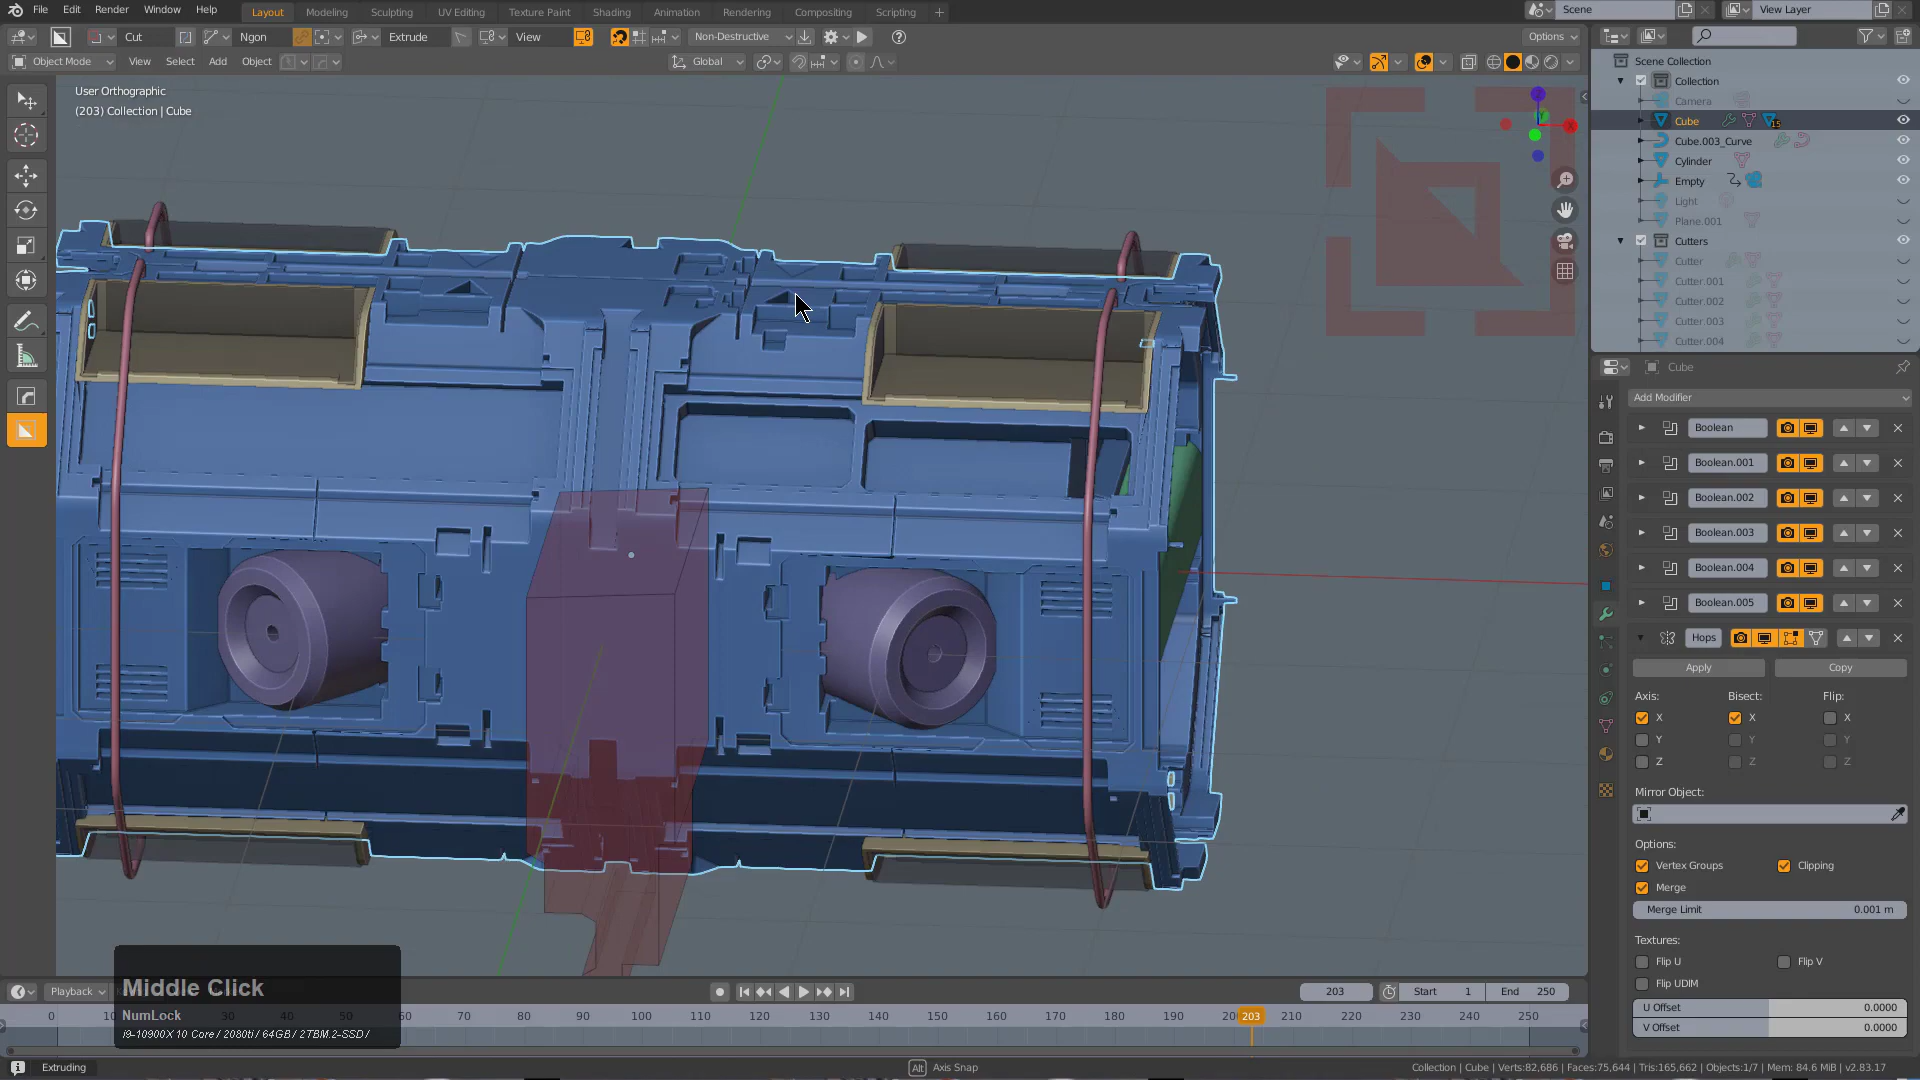 File Edit Render Window Help Layout Modeling Sculpting UV Editing Texture Paint Shading Animation Rendering Compositing Scripting + Scene View Layer
Cut Ngon Extrude View Non-Destructive Options
Object Mode View Select Add Object Global
User Orthographic
(203) Collection | Cube
Scene Collection
Collection
Camera
Cube 15
Cube.003_Curve
Cylinder
Empty
Light
Plane.001
Cutters
Cutter
Cutter.001
Cutter.002
Cutter.003
Cutter.004
Cube
Add Modifier
Boolean
Boolean.001
Boolean.002
Boolean.003
Boolean.004
Boolean.005
Hops
Apply Copy
Axis: Bisect: Flip:
X X X
Y Y Y
Z Z Z
Mirror Object:
Options:
Vertex Groups Clipping
Merge
Merge Limit 0.001 m
Textures:
Flip U Flip V
Flip UDIM
U Offset 0.0000
V Offset 0.0000
Middle Click
NumLock
i9-10900X 10 Core / 2080ti / 64GB / 2TBM.2-SSD /
Playback 203 Start 1 End 250
0 10 80 90 100 110 120 130 140 150 160 170 180 190 20 203 210 220 230 240 250
Extruding Alt Axis Snap Collection | Cube | Verts:82,686 | Faces:75,644 | Tris:165,662 | Objects:1/7 | Mem: 84.6 MiB | v2.83.17